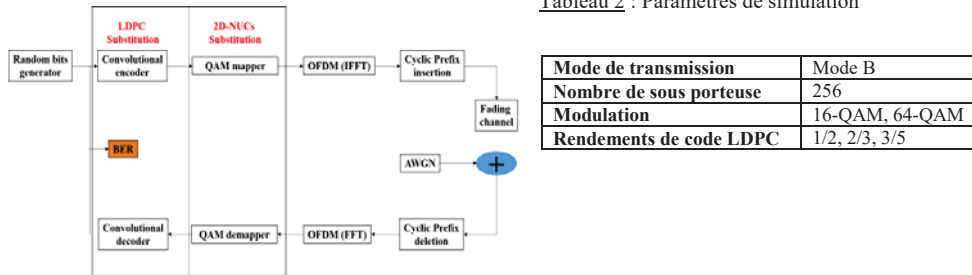 LDPC
Substitution
2D-NUCs
Substitution
Random bits
generator
Convolutional
encoder
QAM mapper
OFDM (IFFT)
Cyclic Prefix
insertion
Fading
channel
BER
AWGN
+
Convolutional
decoder
QAM demapper
OFDM (FFT)
Cyclic Prefix
deletion
Tableau 2 : Paramètres de simulation
Mode de transmission Mode B
Nombre de sous porteuse 256
Modulation 16-QAM, 64-QAM
Rendements de code LDPC 1/2, 2/3, 3/5